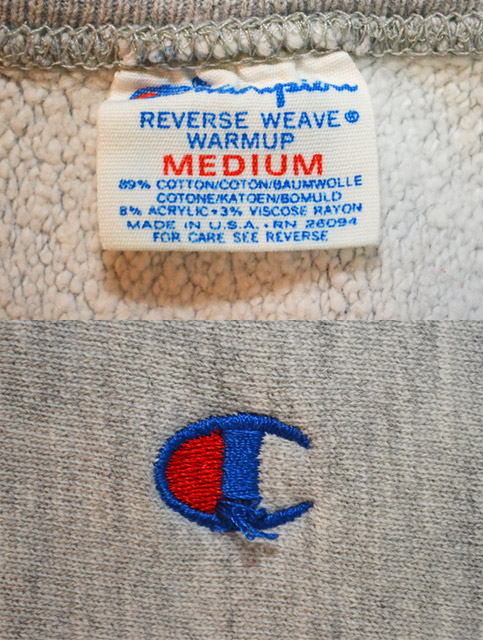 Champion
REVERSE WEAVE®
WARMUP
MEDIUM
89% COTTON/COTON/BAUMWOLLE
COTONE/KATOEN/BOMULD
8% ACRYLIC • 3% VISCOSE RAYON
MADE IN U.S.A. • RN 26094
FOR CARE SEE REVERSE